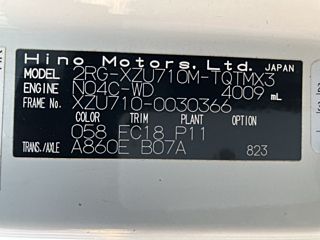 Hino Motors, Ltd. JAPAN
MODEL 2RG-XZU710M-TQTMX3
ENGINE N04C-WD 4009 mL
FRAME NO. XZU710-0030366
COLOR TRIM PLANT OPTION
058 FC18 P11
TRANS./AXLE A860E B07A 823